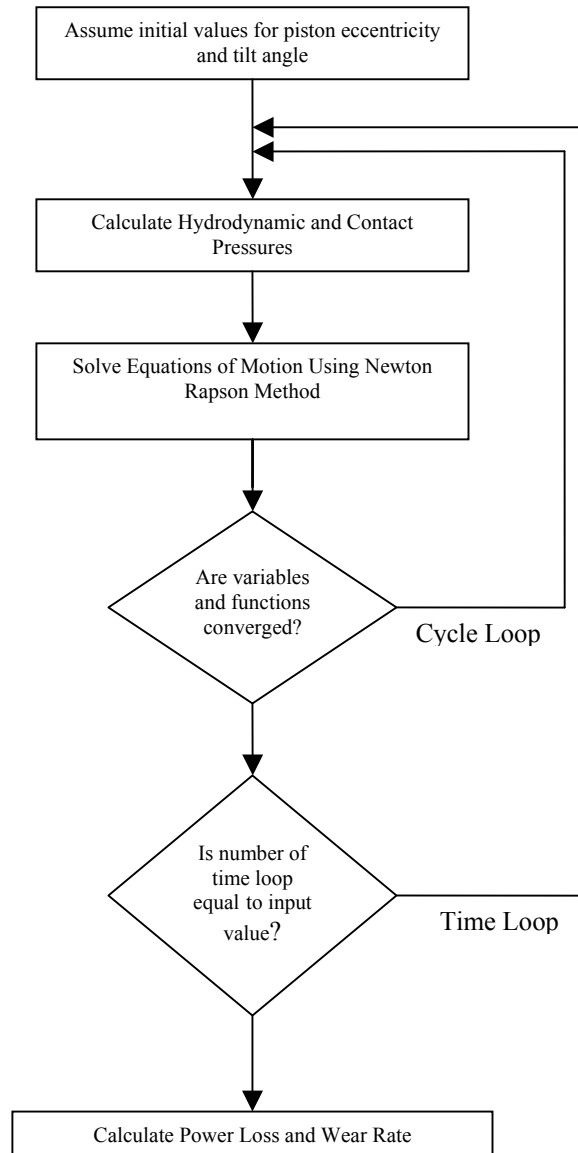 Assume initial values for piston eccentricity
and tilt angle
Calculate Hydrodynamic and Contact
Pressures
Solve Equations of Motion Using Newton
Rapson Method
Are variables
and functions
converged?
Cycle Loop
Is number of
time loop
equal to input
value?
Time Loop
Calculate Power Loss and Wear Rate